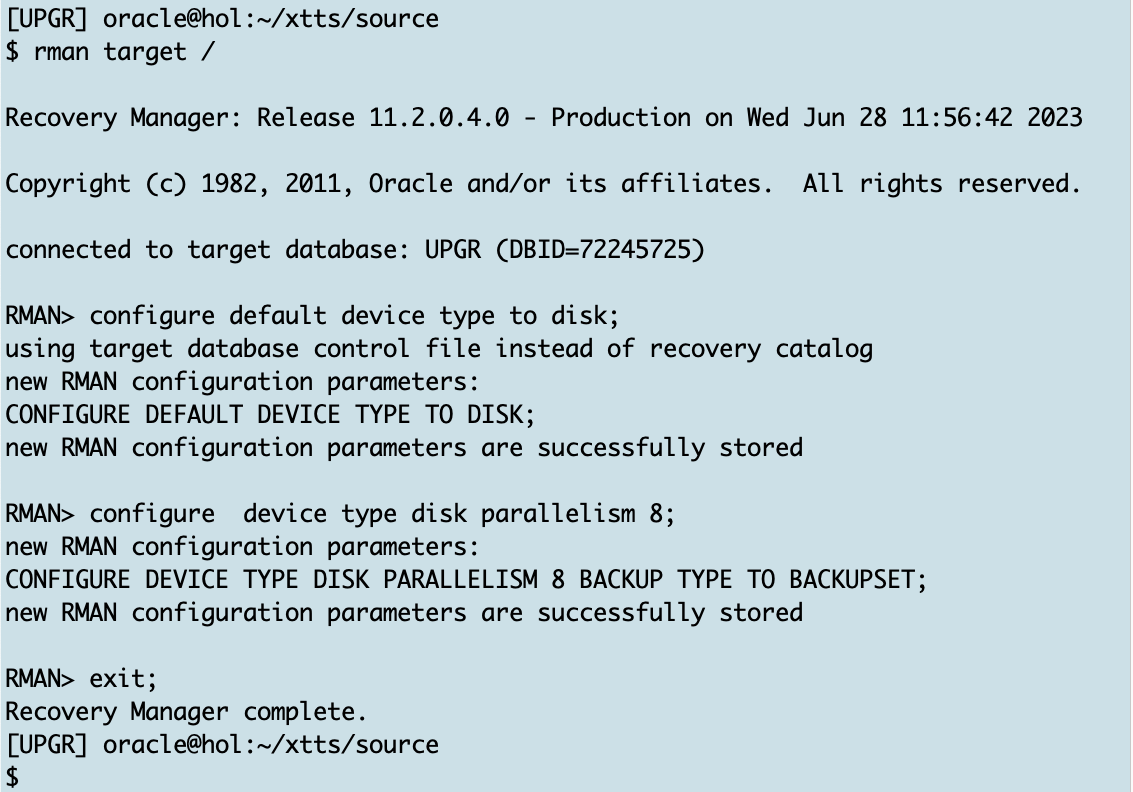 [UPGR] oracle@hol:~/xtts/source
$ rman target /
Recovery Manager: Release 11.2.0.4.0 - Production on Wed Jun 28 11:56:42 2023
Copyright (c) 1982, 2011, Oracle and/or its affiliates.  All rights reserved.
connected to target database: UPGR (DBID=72245725)
RMAN> configure default device type to disk;
using target database control file instead of recovery catalog
new RMAN configuration parameters:
CONFIGURE DEFAULT DEVICE TYPE TO DISK;
new RMAN configuration parameters are successfully stored
RMAN> configure  device type disk parallelism 8;
new RMAN configuration parameters:
CONFIGURE DEVICE TYPE DISK PARALLELISM 8 BACKUP TYPE TO BACKUPSET;
new RMAN configuration parameters are successfully stored
RMAN> exit;
Recovery Manager complete.
[UPGR] oracle@hol:~/xtts/source
$